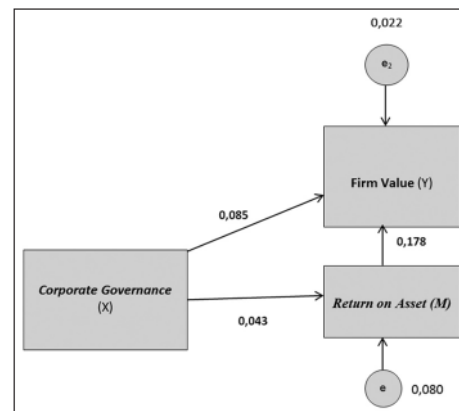 0,022
e₂
Firm Value (Y)
0,085
0,178
Corporate Governance
(X)
Return on Asset (M)
0,043
e
0,080